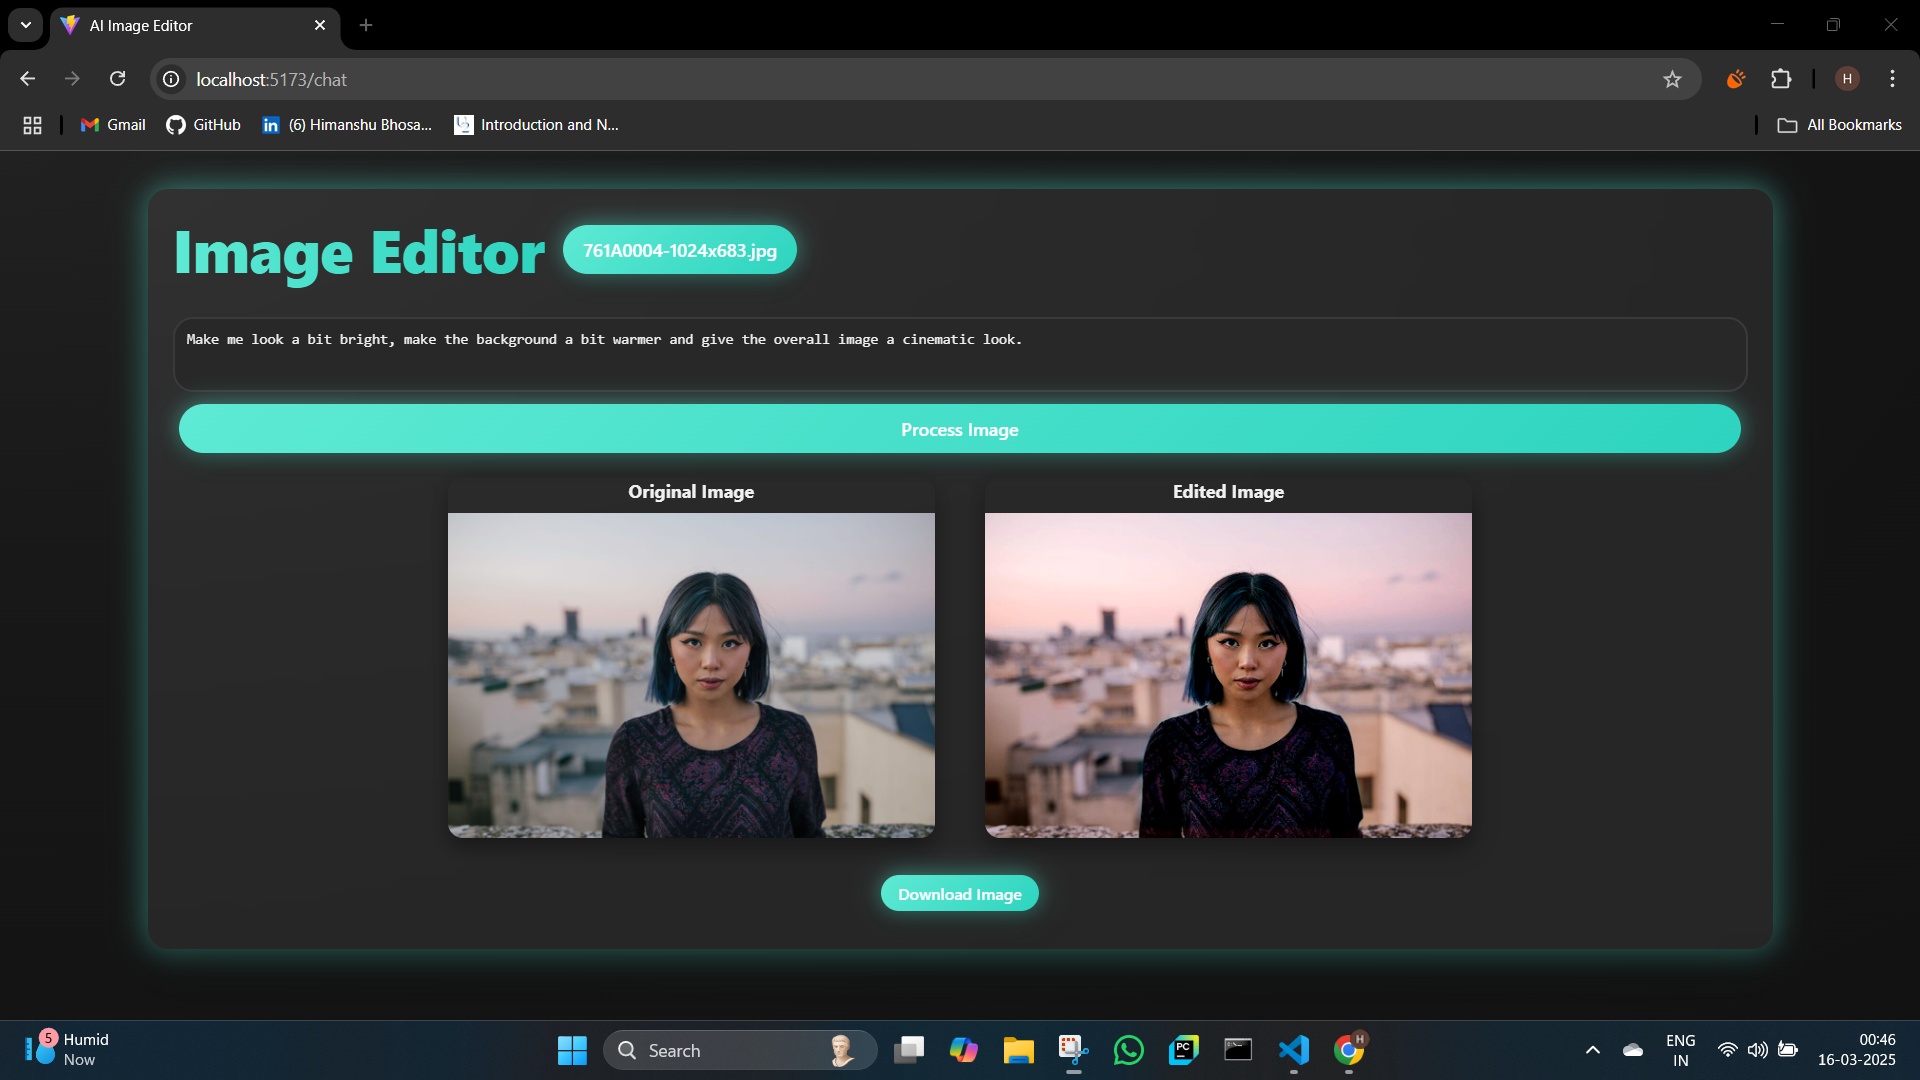 AI Image Editor
localhost:5173/chat
H
Gmail
GitHub
in
(6) Himanshu Bhosa...
Introduction and N...
All Bookmarks
Image Editor
761A0004-1024x683.jpg
Make me look a bit bright, make the background a bit warmer and give the overall image a cinematic look.
Process Image
Original Image
Edited Image
Download Image
5
Humid
Now
Search
PC
H
ENG
IN
00:46
16-03-2025